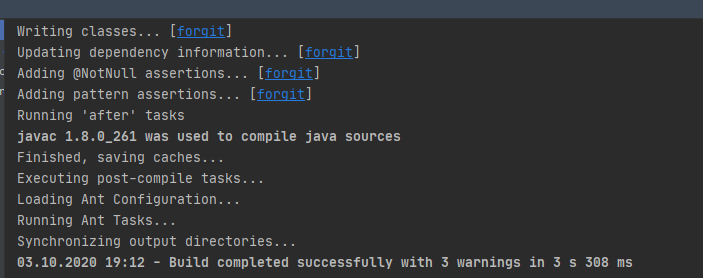 Writing classes... [forgit]
Updating dependency information... [forgit]
Adding @NotNull assertions... [forgit]
Adding pattern assertions... [forgit]
Running 'after' tasks
javac 1.8.0_261 was used to compile java sources
Finished, saving caches...
Executing post-compile tasks...
Loading Ant Configuration...
Running Ant Tasks...
Synchronizing output directories...
03.10.2020 19:12 - Build completed successfully with 3 warnings in 3 s 308 ms